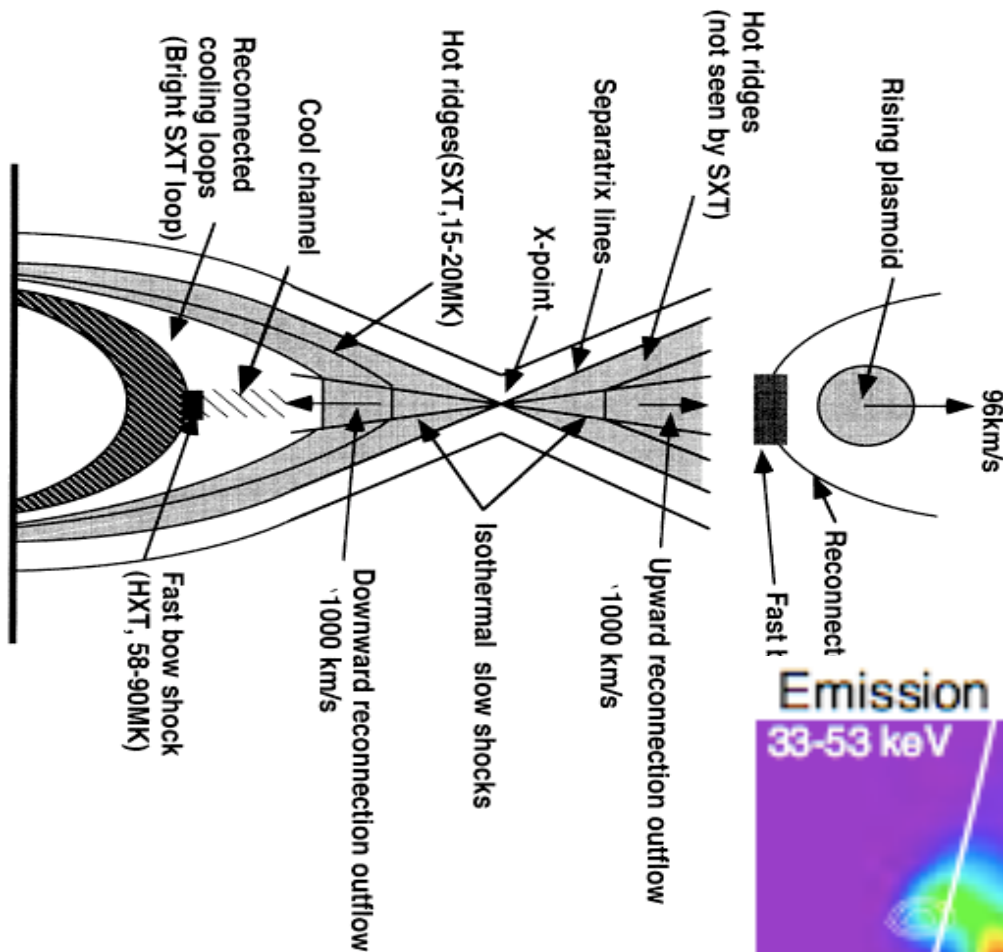 Hot ridges
(not seen by SXT)
Rising plasmoid
96km/s
Separatrix lines
X-point
Hot ridges(SXT,15-20MK)
Cool channel
Reconnected
cooling loops
(Bright SXT loop)
Reconnect
Fast
Upward reconnection outflow
1000 km/s
Isothermal slow shocks
Downward reconnection outflow
1000 km/s
Fast bow shock
(HXT, 58-90MK)
Emission
33-53 keV